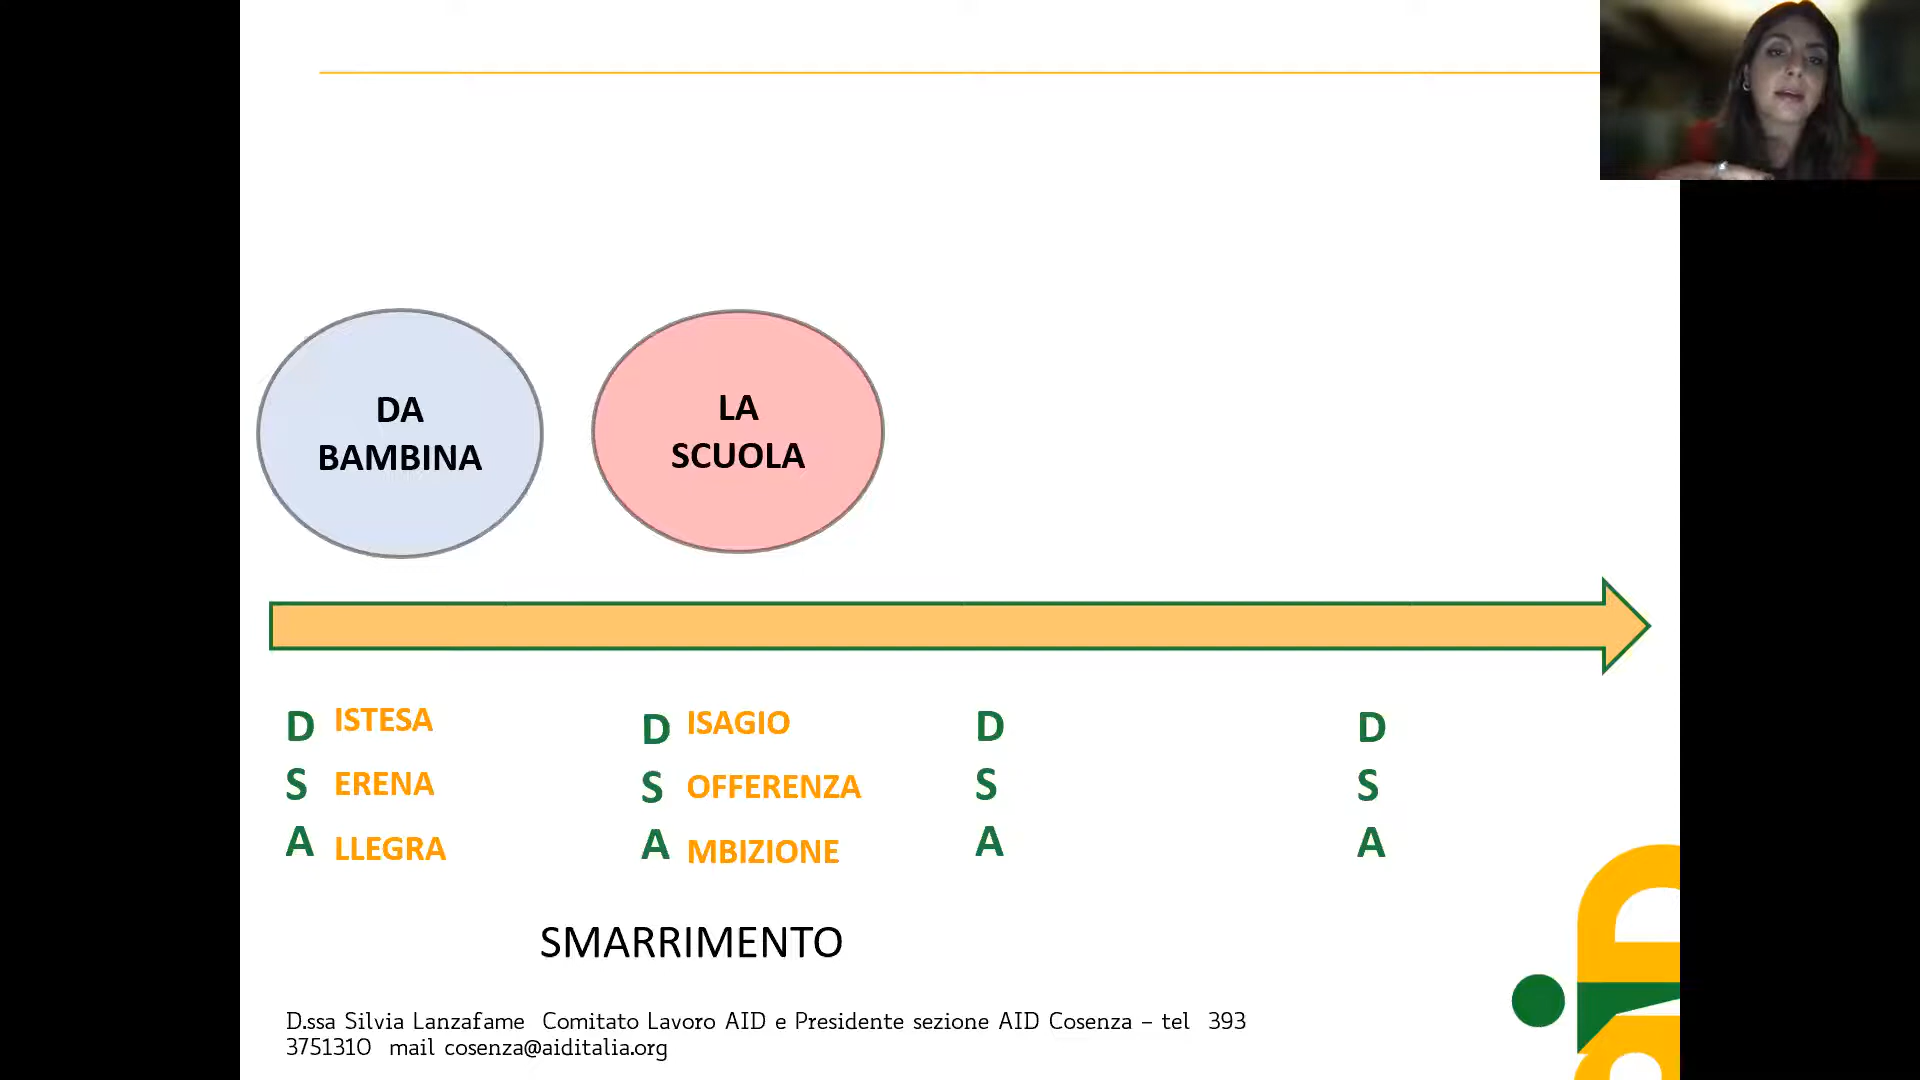 DA
BAMBINA
LA
SCUOLA
D ISTESA
S ERENA
A LLEGRA
D ISAGIO
S OFFERENZA
A MBIZIONE
D
S
A
D
S
A
SMARRIMENTO
D.ssa Silvia Lanzafame Comitato Lavoro AID e Presidente sezione AID Cosenza – tel 393
3751310 mail cosenza@aiditalia.org